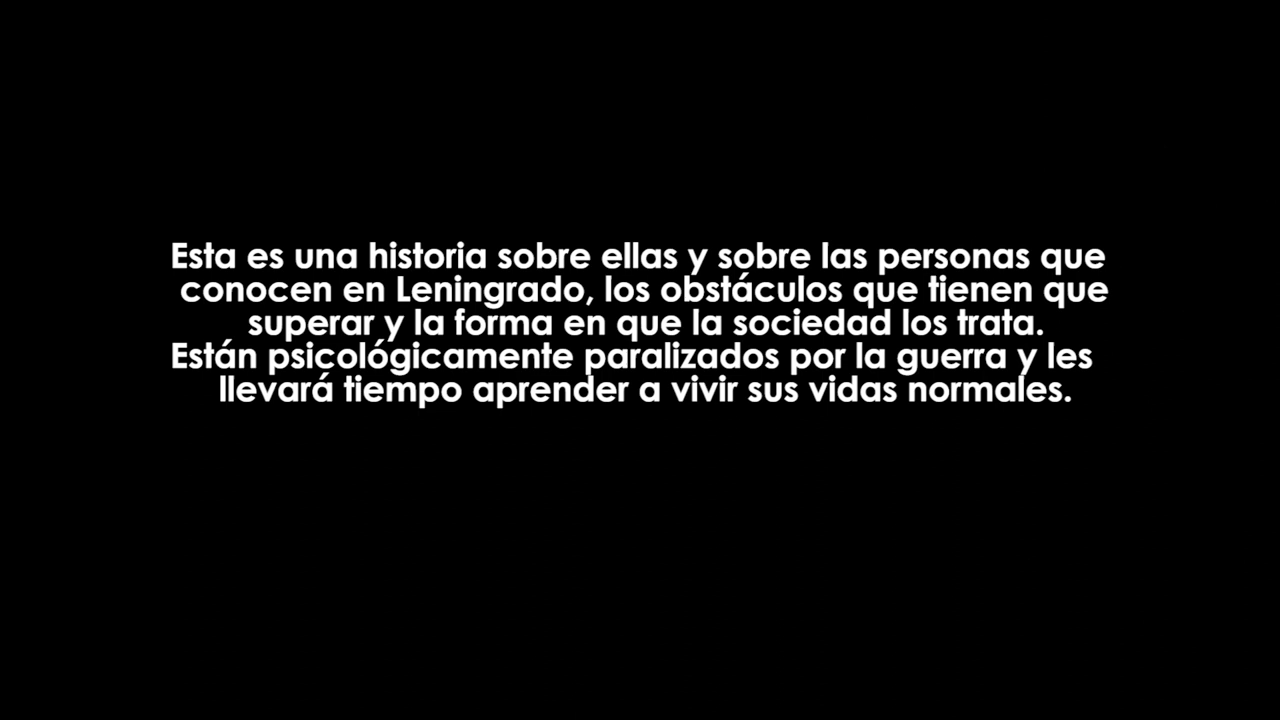 Esta es una historia sobre ellas y sobre las personas que
conocen en Leningrado, los obstáculos que tienen que
superar y la forma en que la sociedad los trata.
Están psicológicamente paralizados por la guerra y les
llevará tiempo aprender a vivir sus vidas normales.